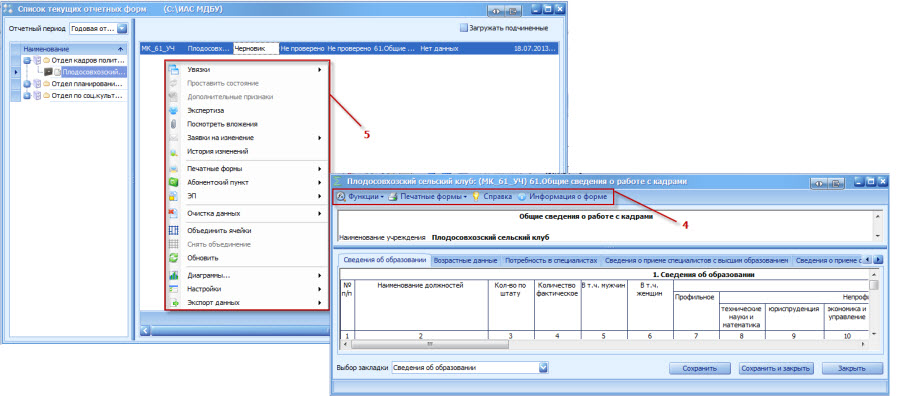 Список текущих отчетных форм (С:\ИАС МДБУ)
Отчетный период Годовая от...
Загружать подчиненные
Наименование
Отдел кадров полит...
Плодосовхозский...
Отдел планировани...
Отдел по соц.культ...
МК_61_УЧ Плодосовх... Черновик Не проверено Не проверено 61.Общие ... Нет данных 18.07.2013...
Увязки
Проставить состояние
Дополнительные признаки
Экспертиза
Посмотреть вложения
Заявки на изменение
История изменений
Печатные формы
Абонентский пункт
ЭП
Очистка данных
Объединить ячейки
Снять объединение
Обновить
Диаграммы...
Настройки
Экспорт данных
5
Плодосовхозский сельский клуб: (МК_61_УЧ) 61.Общие сведения о работе с кадрами
Функции Печатные формы Справка Информация о форме
4
Общие сведения о работе с кадрами
Наименование учреждения Плодосовхозский сельский клуб
Сведения об образовании Возрастные данные Потребность в специалистах Сведения о приеме специалистов с высшим образованием Сведения о приеме с
1. Сведения об образовании
№ п/п Наименование должностей Кол-во по штату Количество фактическое В т.ч. мужчин В т.ч. женщин Профильное Непрофи
технические науки и математика юриспруденция экономика и управление
1 2 3 4 5 6 7 8 9 10
Выбор закладки Сведения об образовании
Сохранить Сохранить и закрыть Закрыть